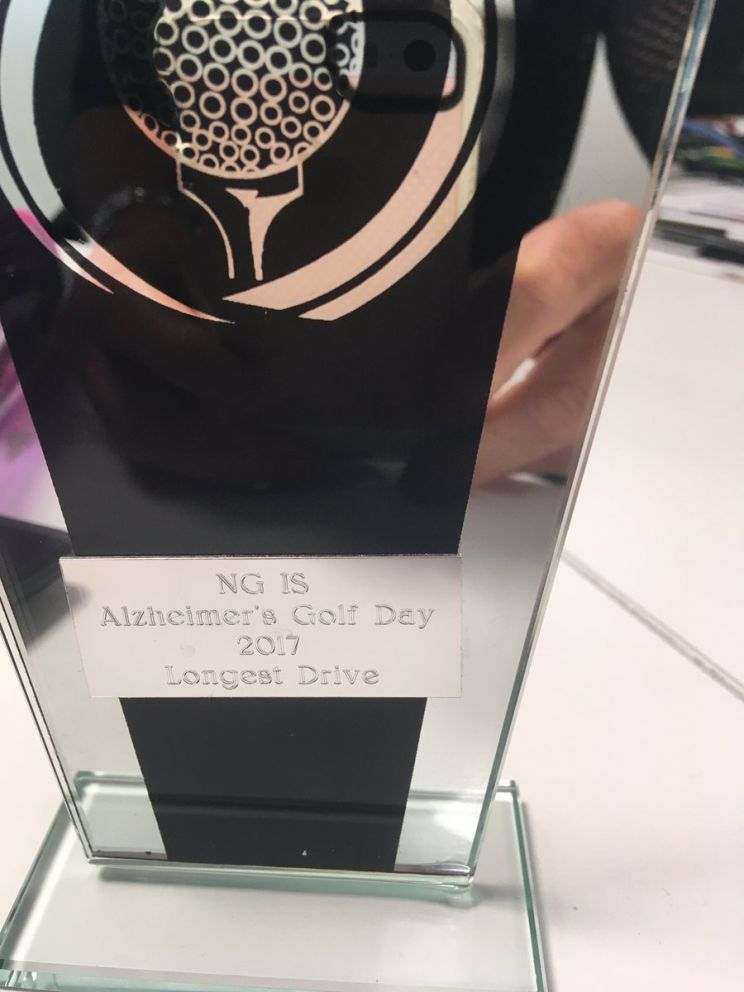 NG IS
Alzheimer's Golf Day
2017
Longest Drive